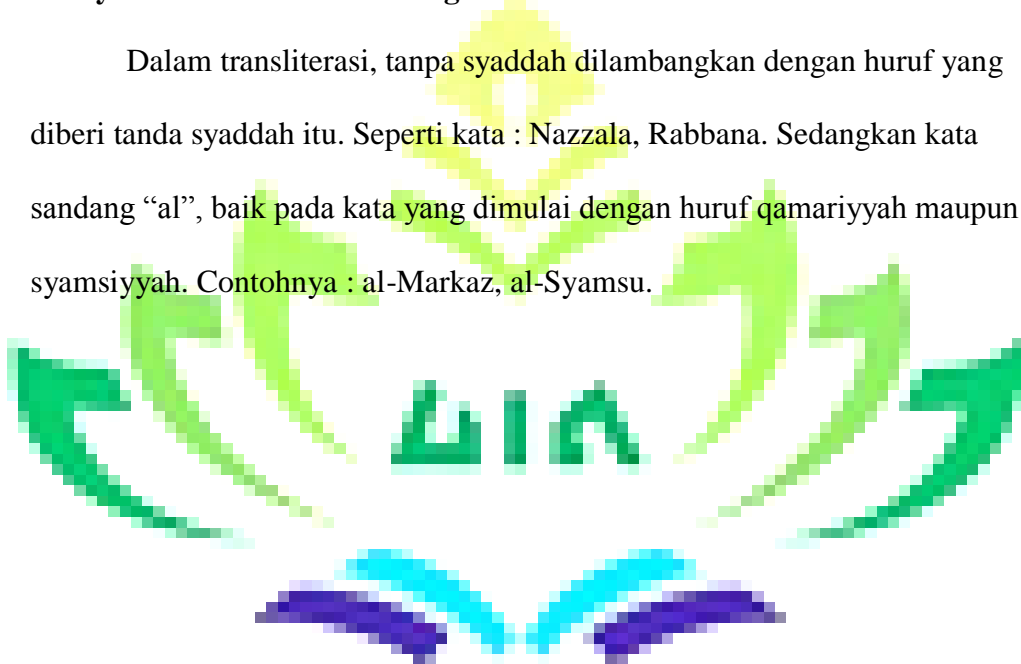 Dalam transliterasi, tanpa syaddah dilambangkan dengan huruf yang
diberi tanda syaddah itu. Seperti kata : Nazzala, Rabbana. Sedangkan kata
sandang “al”, baik pada kata yang dimulai dengan huruf qamariyyah maupun
syamsiyyah. Contohnya : al-Markaz, al-Syamsu.
UIN